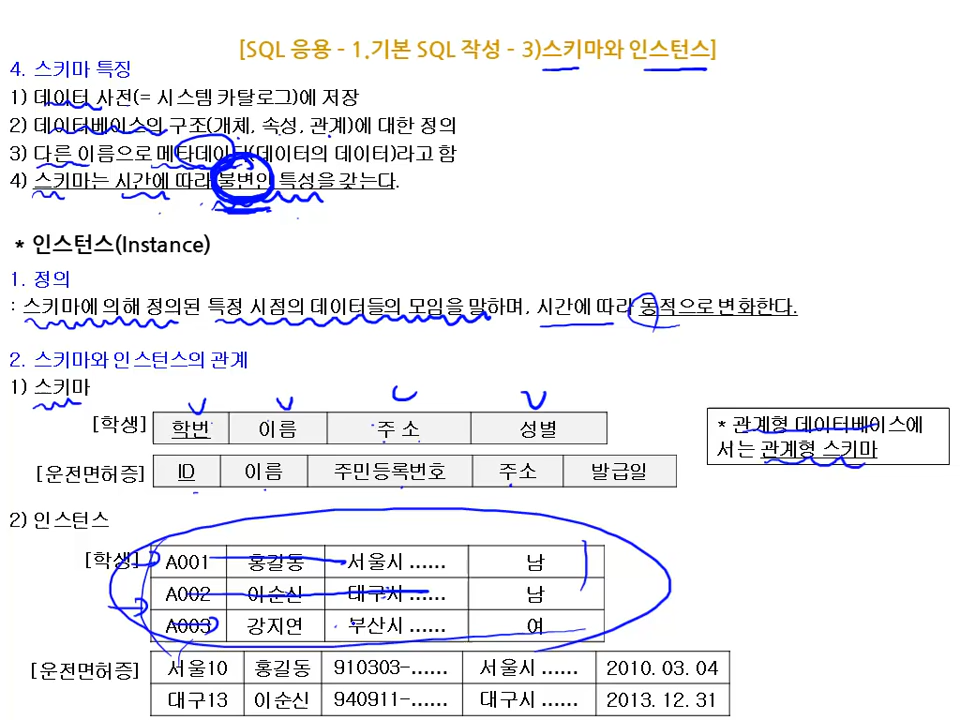 [SQL 응용 - 1.기본 SQL 작성 - 3)스키마와 인스턴스]
4. 스키마 특징
1) 데이터 사전(= 시스템 카탈로그)에 저장
2) 데이터베이스의 구조(개체, 속성, 관계)에 대한 정의
3) 다른 이름으로 메타데이터(데이터의 데이터)라고 함
4) 스키마는 시간에 따라 불변인 특성을 갖는다.
* 인스턴스(Instance)
1. 정의
: 스키마에 의해 정의된 특정 시점의 데이터들의 모임을 말하며, 시간에 따라 동적으로 변화한다.
2. 스키마와 인스턴스의 관계
1) 스키마
[학생] 학번 이름 주 소 성별
* 관계형 데이터베이스에
서는 관계형 스키마
[운전면허증] ID 이름 주민등록번호 주소 발급일
2) 인스턴스
[학생] A001 홍길동 서울시 ...... 남
A002 이순신 대구시 ...... 남
A003 강지연 부산시 ...... 여
[운전면허증] 서울10 홍길동 910303-...... 서울시 ...... 2010. 03. 04
대구13 이순신 940911-...... 대구시 ...... 2013. 12. 31